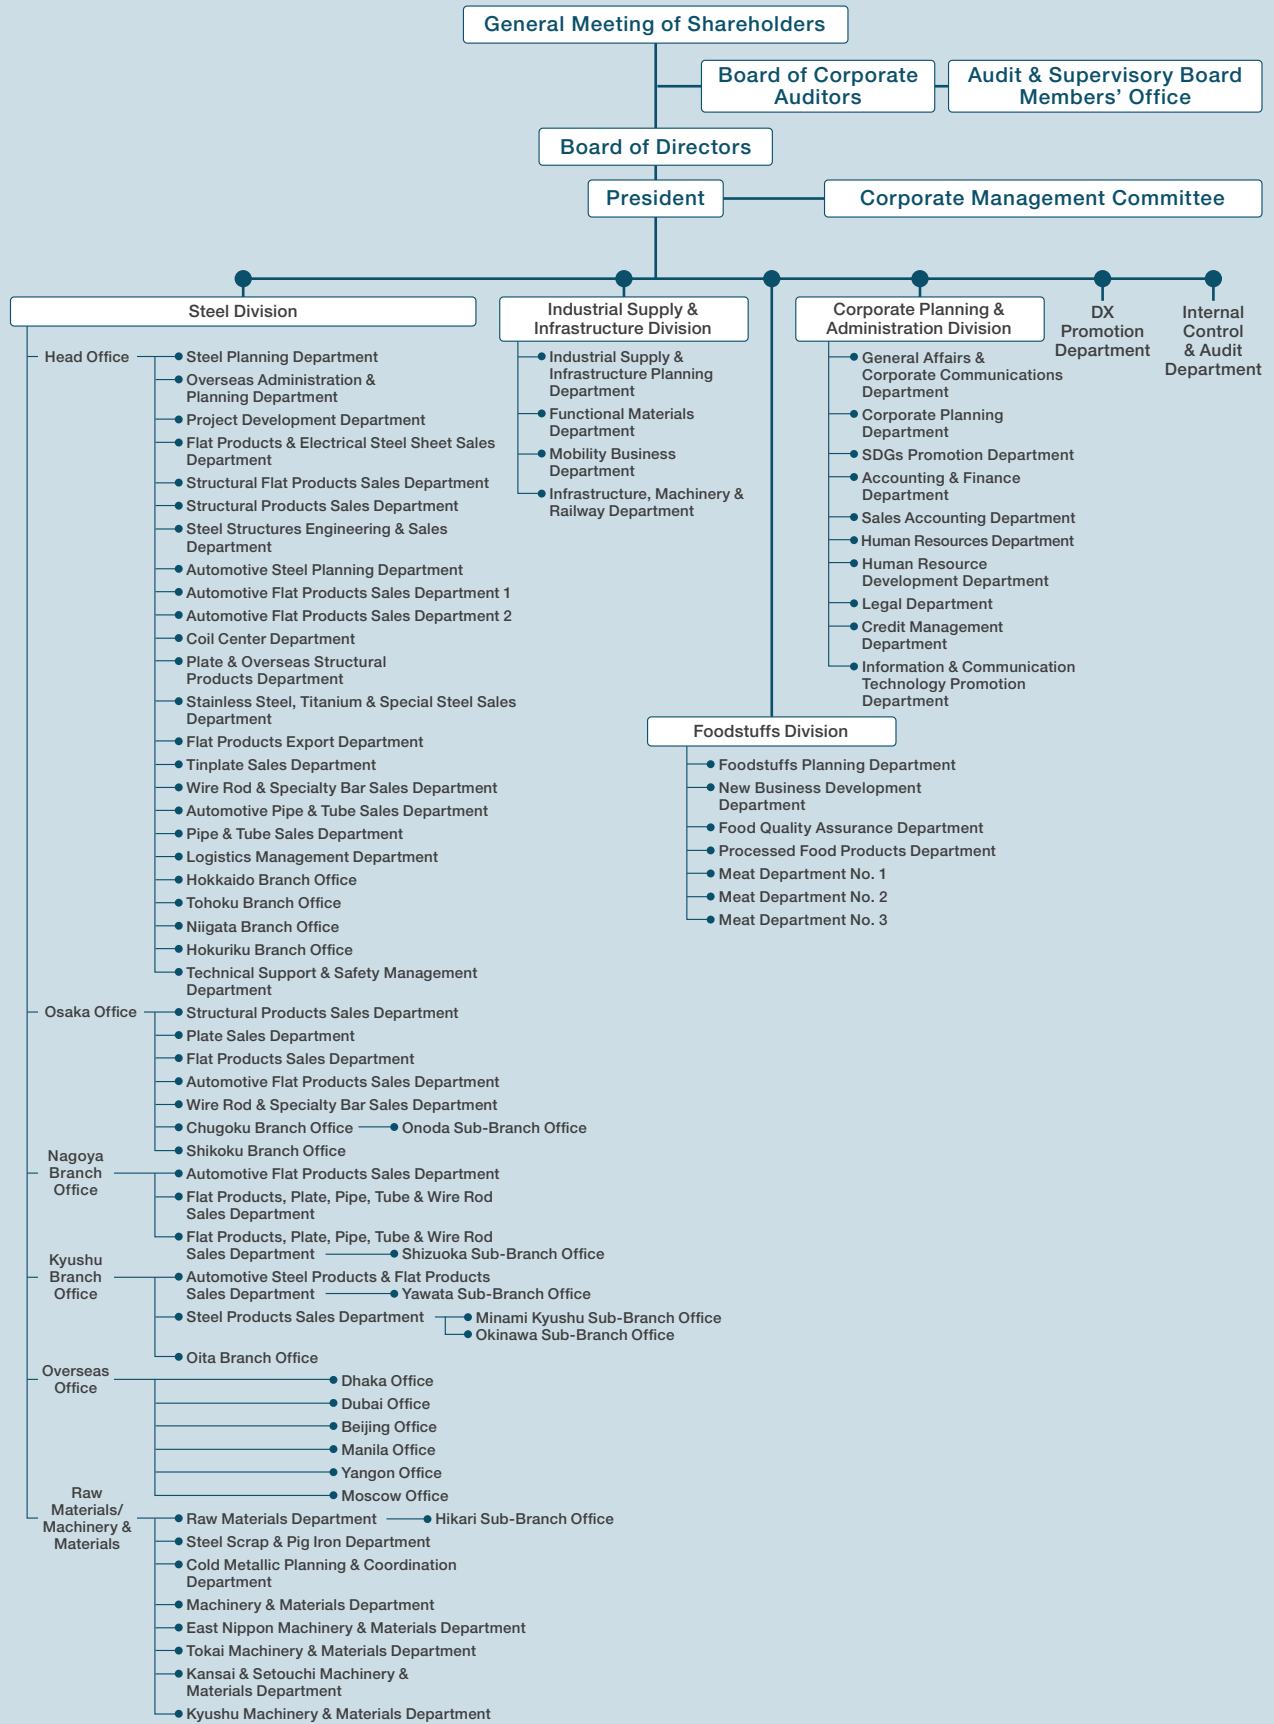 General Meeting of Shareholders
Board of Corporate
Auditors
Audit & Supervisory Board
Members’ Office
Board of Directors
President
Corporate Management Committee
Steel Division
Head Office
Steel Planning Department
Overseas Administration &
Planning Department
Project Development Department
Flat Products & Electrical Steel Sheet Sales
Department
Structural Flat Products Sales Department
Structural Products Sales Department
Steel Structures Engineering & Sales
Department
Automotive Steel Planning Department
Automotive Flat Products Sales Department 1
Automotive Flat Products Sales Department 2
Coil Center Department
Plate & Overseas Structural
Products Department
Stainless Steel, Titanium & Special Steel Sales
Department
Flat Products Export Department
Tinplate Sales Department
Wire Rod & Specialty Bar Sales Department
Automotive Pipe & Tube Sales Department
Pipe & Tube Sales Department
Logistics Management Department
Hokkaido Branch Office
Tohoku Branch Office
Niigata Branch Office
Hokuriku Branch Office
Technical Support & Safety Management
Department
Osaka Office
Structural Products Sales Department
Plate Sales Department
Flat Products Sales Department
Automotive Flat Products Sales Department
Wire Rod & Specialty Bar Sales Department
Chugoku Branch Office
Onoda Sub-Branch Office
Shikoku Branch Office
Nagoya
Branch
Office
Automotive Flat Products Sales Department
Flat Products, Plate, Pipe, Tube & Wire Rod
Sales Department
Flat Products, Plate, Pipe, Tube & Wire Rod
Sales Department
Shizuoka Sub-Branch Office
Kyushu
Branch
Office
Automotive Steel Products & Flat Products
Sales Department
Yawata Sub-Branch Office
Steel Products Sales Department
Minami Kyushu Sub-Branch Office
Okinawa Sub-Branch Office
Oita Branch Office
Overseas
Office
Dhaka Office
Dubai Office
Beijing Office
Manila Office
Yangon Office
Moscow Office
Raw
Materials/
Machinery &
Materials
Raw Materials Department
Hikari Sub-Branch Office
Steel Scrap & Pig Iron Department
Cold Metallic Planning & Coordination
Department
Machinery & Materials Department
East Nippon Machinery & Materials Department
Tokai Machinery & Materials Department
Kansai & Setouchi Machinery &
Materials Department
Kyushu Machinery & Materials Department
Industrial Supply &
Infrastructure Division
Industrial Supply &
Infrastructure Planning
Department
Functional Materials
Department
Mobility Business
Department
Infrastructure, Machinery &
Railway Department
Foodstuffs Division
Foodstuffs Planning Department
New Business Development
Department
Food Quality Assurance Department
Processed Food Products Department
Meat Department No. 1
Meat Department No. 2
Meat Department No. 3
Corporate Planning &
Administration Division
General Affairs &
Corporate Communications
Department
Corporate Planning
Department
SDGs Promotion Department
Accounting & Finance
Department
Sales Accounting Department
Human Resources Department
Human Resource
Development Department
Legal Department
Credit Management
Department
Information & Communication
Technology Promotion
Department
DX
Promotion
Department
Internal
Control
& Audit
Department